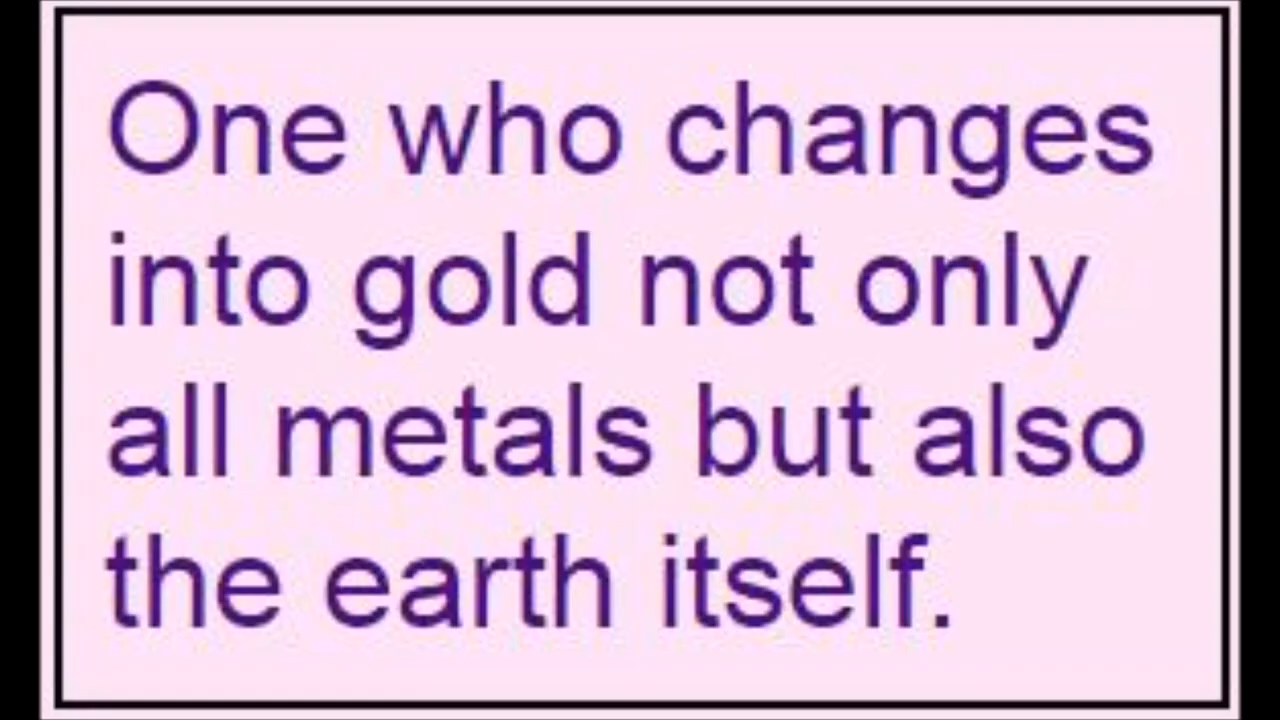 One who changes
into gold not only
all metals but also
the earth itself.